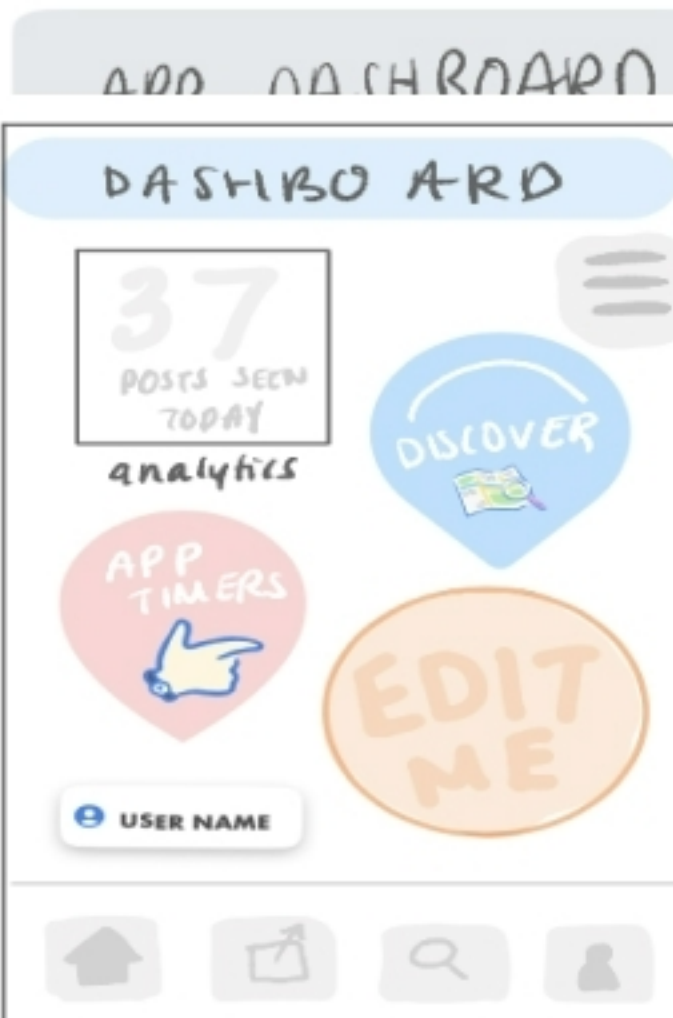 APP DASHBOARD
DASHBOARD
37
POSTS SEEN
TODAY
analytics
DISCOVER
APP
TIMERS
EDIT
ME
USER NAME